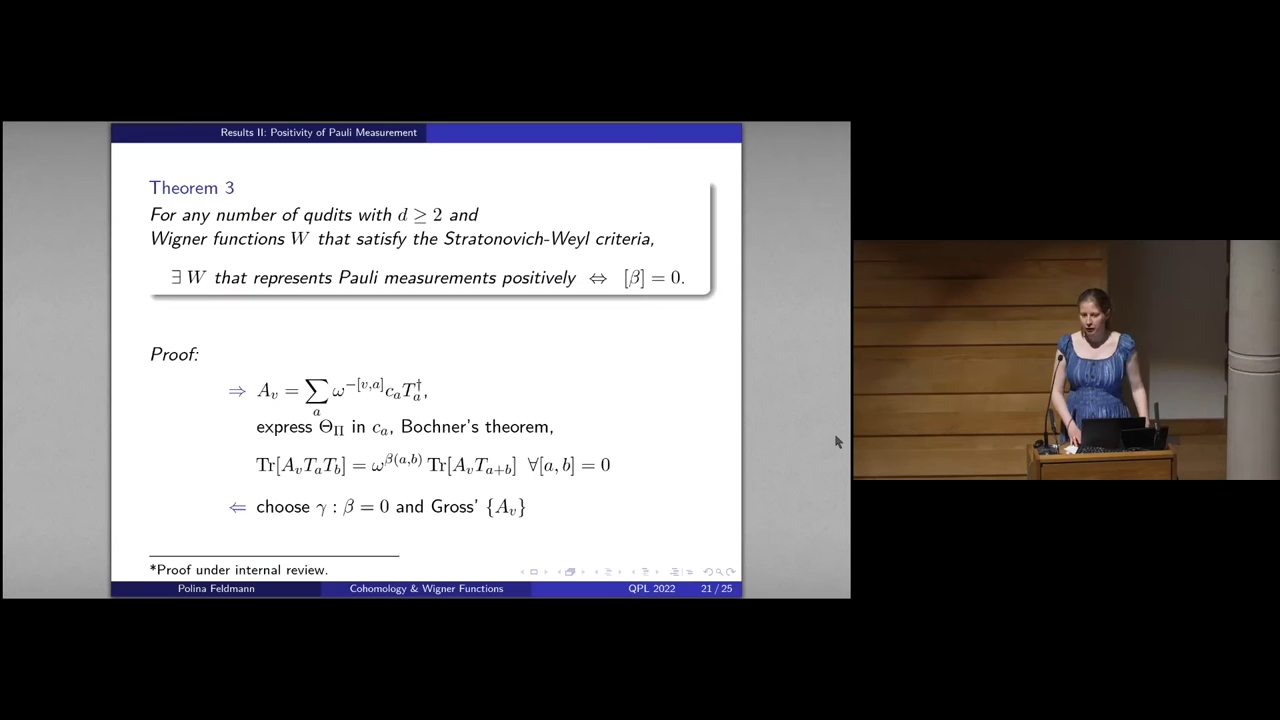 Results II: Positivity of Pauli Measurement
Theorem 3
For any number of qudits with d ≥ 2 and
Wigner functions W that satisfy the Stratonovich-Weyl criteria,
∃ W that represents Pauli measurements positively ⇔ [β] = 0.
Proof:
⇒ A_v = ∑_a ω^{-[v,a]} c_a T_a^†,
express Θ_Π in c_a, Bochner's theorem,
Tr[A_v T_a T_b] = ω^{β(a,b)} Tr[A_v T_{a+b}] ∀[a, b] = 0
⇐ choose γ : β = 0 and Gross' {A_v}
*Proof under internal review.
Polina Feldmann Cohomology & Wigner Functions QPL 2022 21 / 25